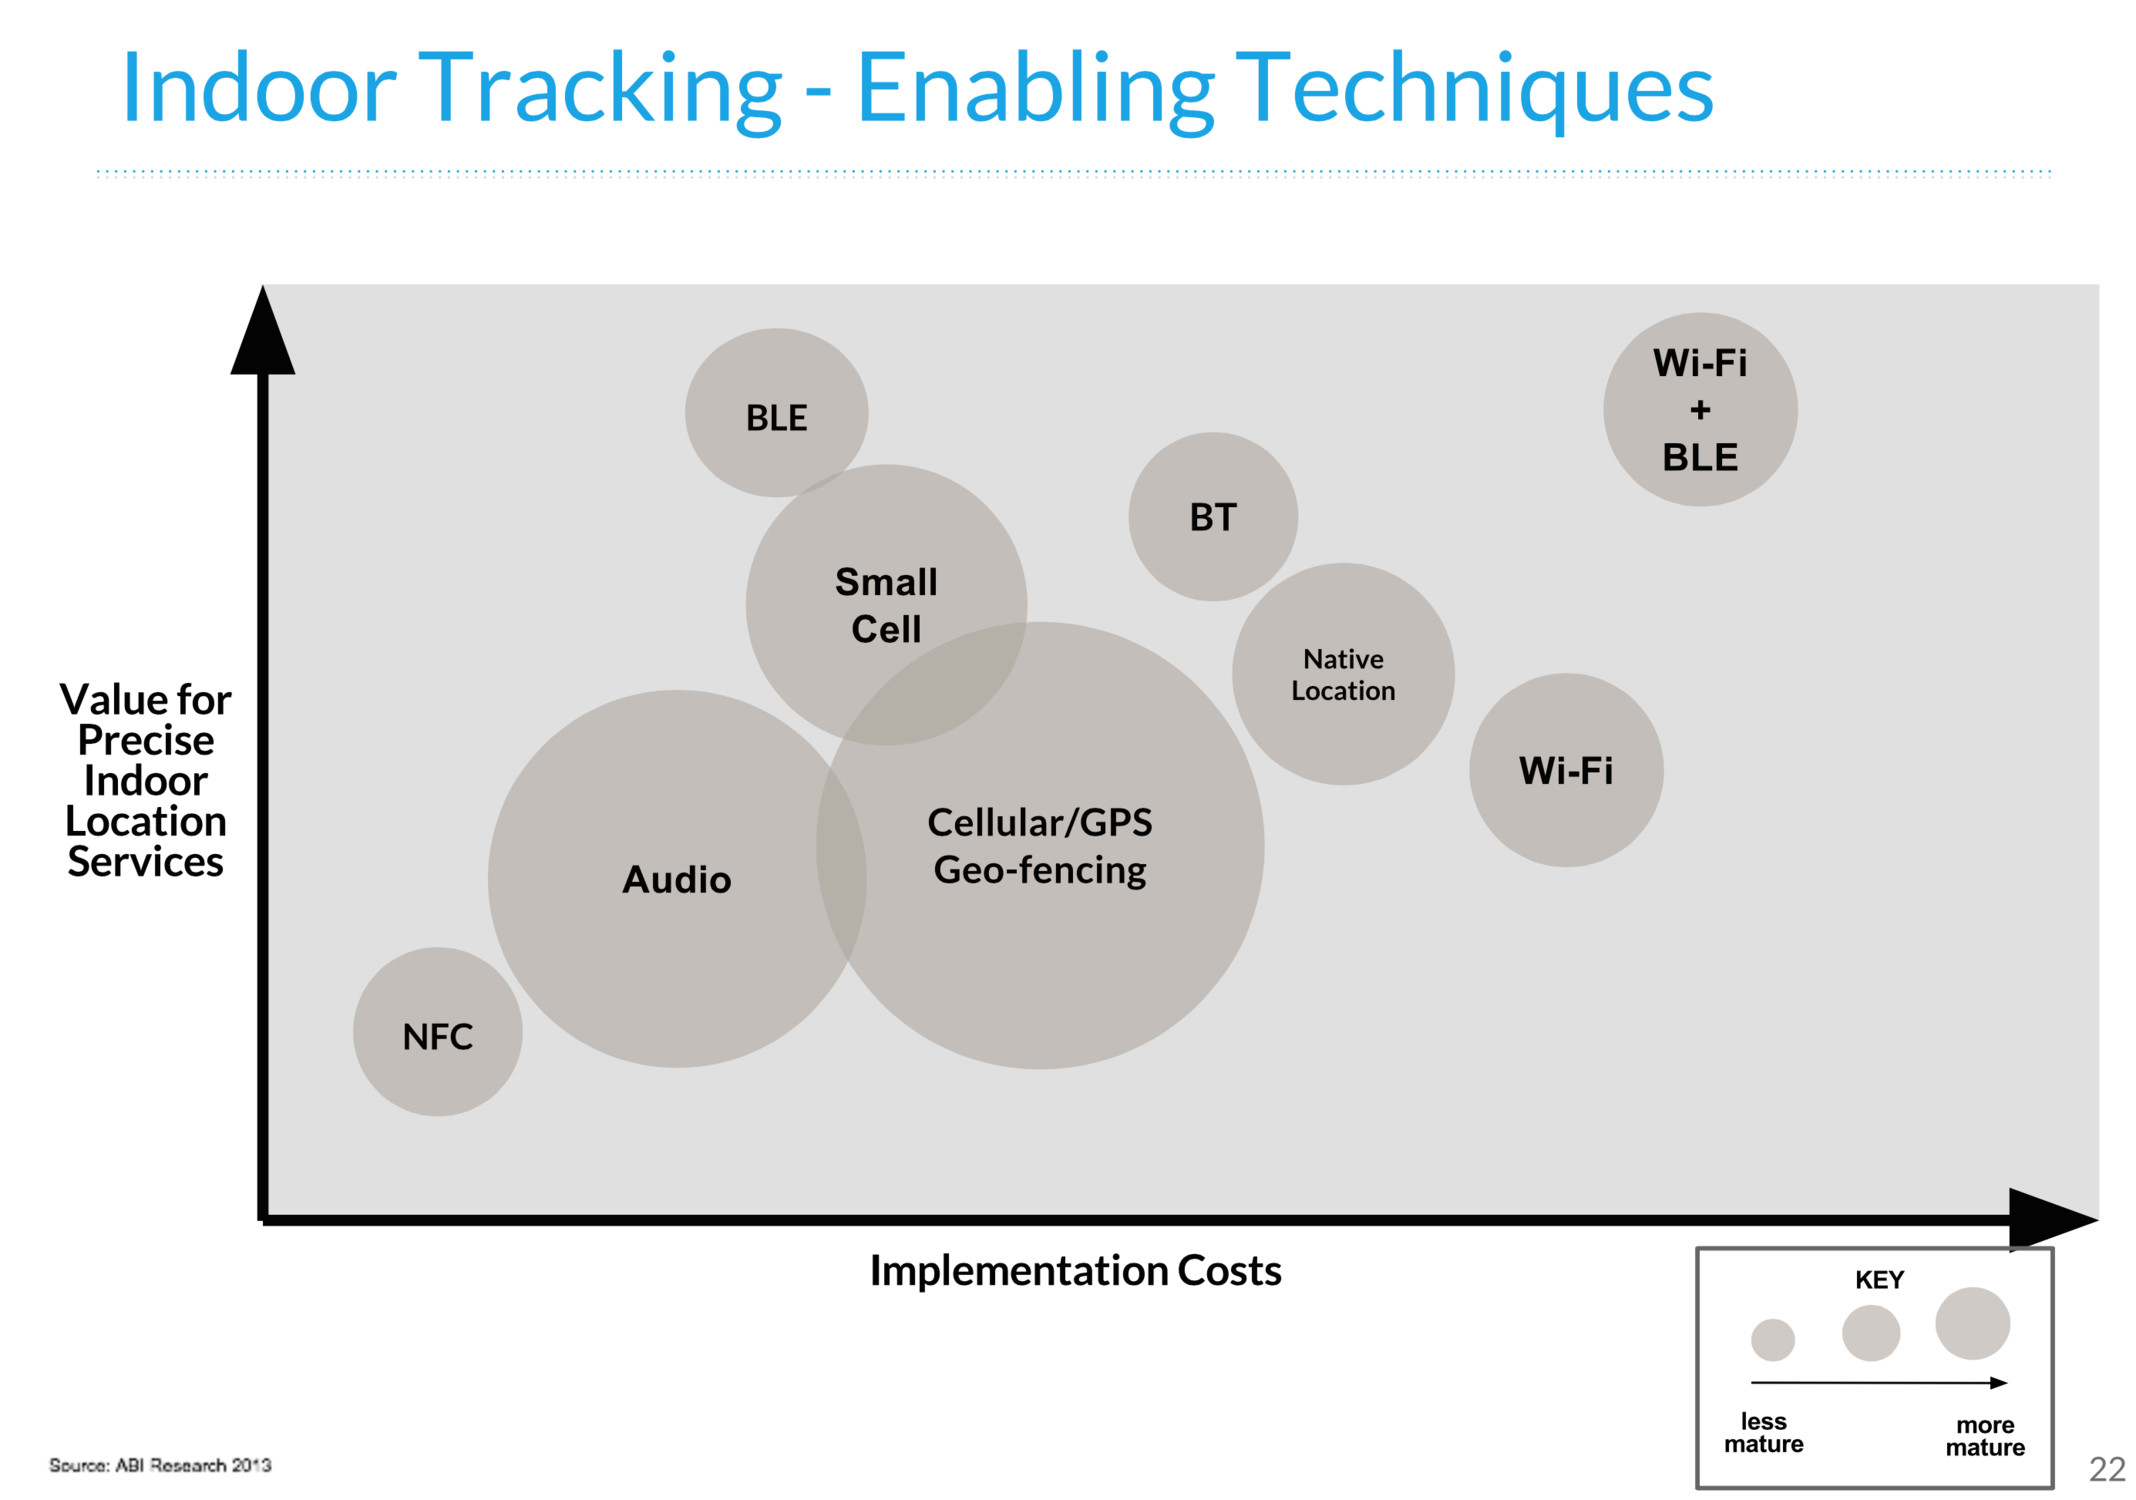 Indoor Tracking - Enabling Techniques
BLE
Wi-Fi
+
BLE
BT
Small
Cell
Native
Location
Value for
Precise
Indoor
Location
Services
Wi-Fi
Cellular/GPS
Geo-fencing
Audio
NFC
Implementation Costs
KEY
less
mature
more
mature
Source: ABI Research 2013
22